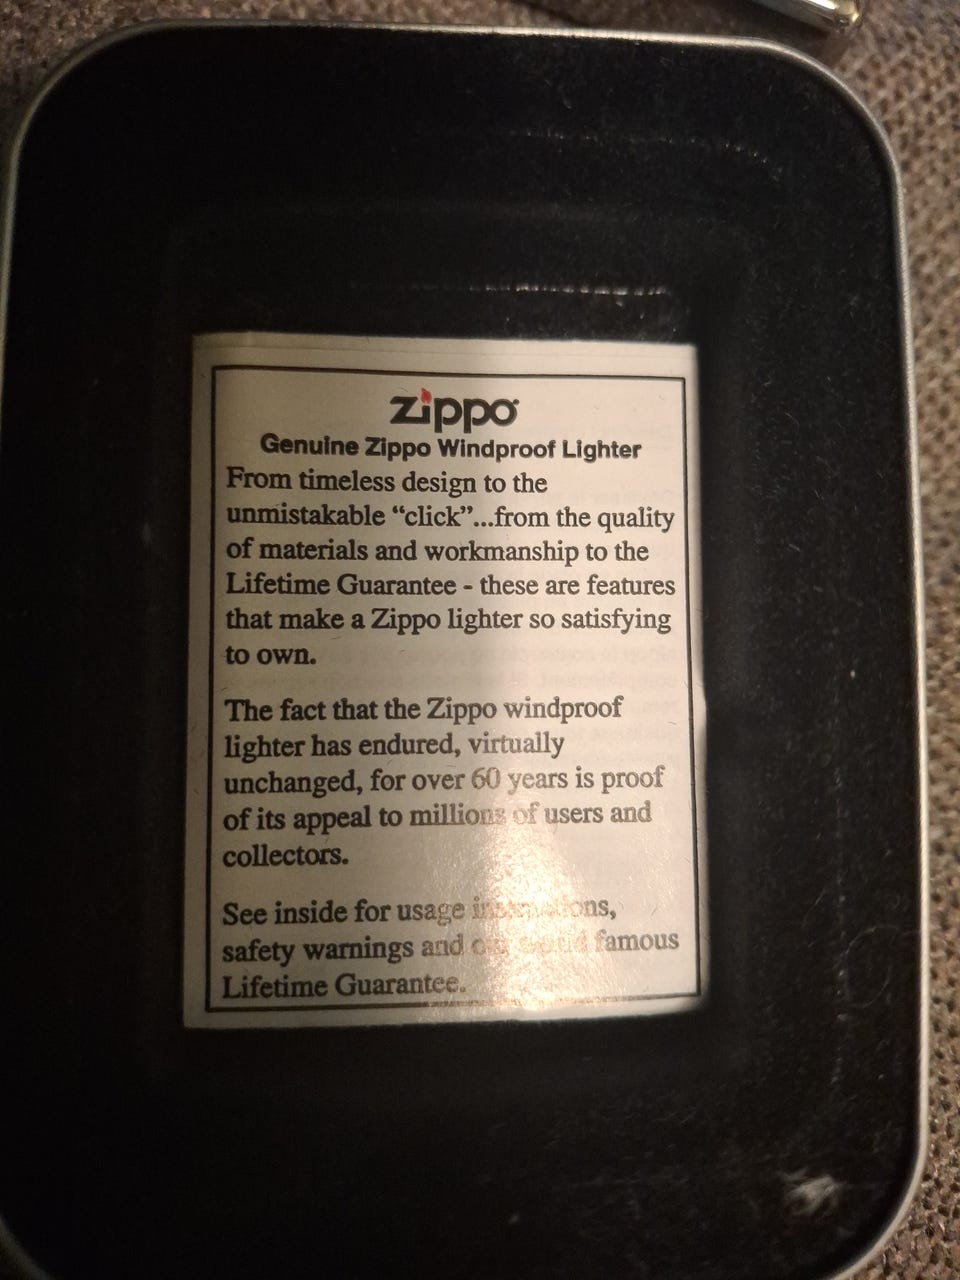 zippo
Genuine Zippo Windproof Lighter
From timeless design to the
unmistakable “click”...from the quality
of materials and workmanship to the
Lifetime Guarantee - these are features
that make a Zippo lighter so satisfying
to own.
The fact that the Zippo windproof
lighter has endured, virtually
unchanged, for over 60 years is proof
of its appeal to millions of users and
collectors.
See inside for usage instructions,
safety warnings and our world famous
Lifetime Guarantee.